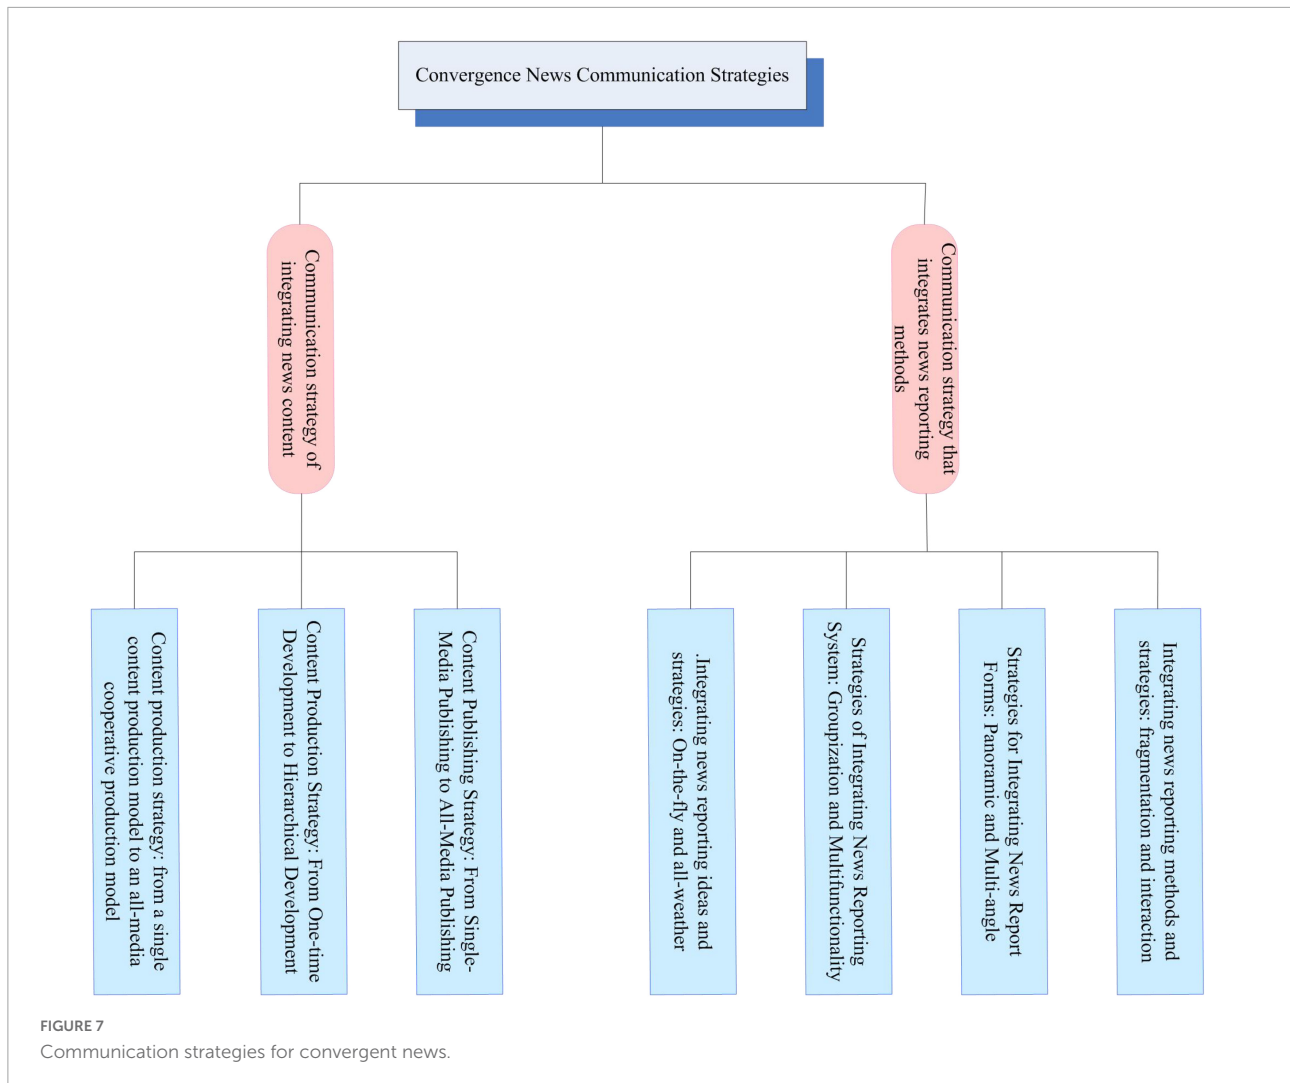 Convergence News Communication Strategies
Communication strategy of
integrating news content
Communication strategy that
integrates news reporting
methods
Content production strategy: from a single
content production model to an all-media
cooperative production model
Content Production Strategy: From One-time
Development to Hierarchical Development
Content Publishing Strategy: From Single-
Media Publishing to All-Media Publishing
.Integrating news reporting ideas and
strategies: On-the-fly and all-weather
Strategies of Integrating News Reporting
System: Groupization and Multifunctionality
Strategies for Integrating News Report
Forms: Panoramic and Multi-angle
Integrating news reporting methods and
strategies: fragmentation and interaction
FIGURE 7
Communication strategies for convergent news.